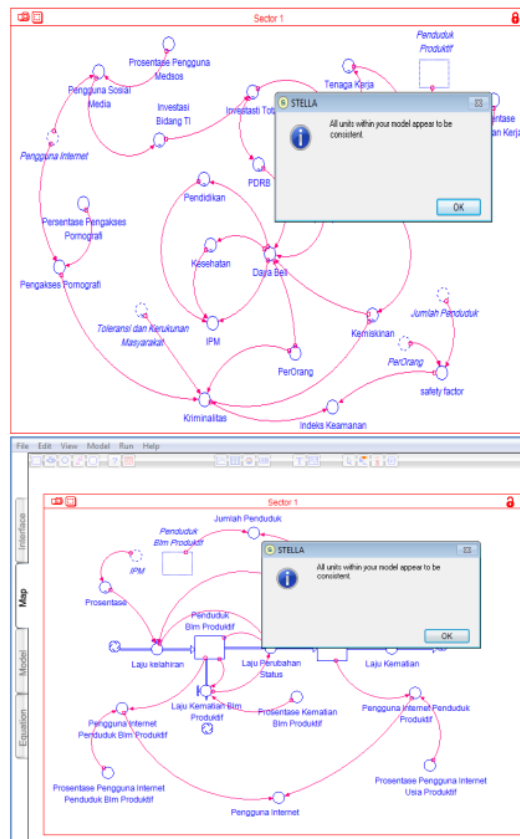 Sector 1
Penduduk
Produktif
Prosentase Pengguna
Medsos
Pengguna Sosial
Media
Tenaga Kerja
Investasi
Bidang TI
STELLA
All units within your model appear to be
consistent.
OK
Pengguna Internet
PDRB
Pendidikan
Persentase Pengakses
Pornografi
Kesehatan
Daya Beli
Pengakses Pornografi
Jumlah Penduduk
Toleransi dan Kerukunan
Masyarakat
IPM
Kemiskinan
PerOrang
PerOrang
safety factor
Kriminalitas
Indeks Keamanan
File Edit View Model Run Help
Sector 1
Interface
Map
Model
Equation
Jumlah Penduduk
Penduduk
Blm Produktif
IPM
STELLA
All units within your model appear to be
consistent.
OK
Prosentase
Penduduk
Blm Produktif
Laju kelahiran
Laju Perubahan
Status
Laju Kematian
Laju Kematian Blm
Produktif
Prosentase Kematian
Blm Produktif
Pengguna Internet
Penduduk Blm Produktif
Pengguna Internet Penduduk
Produktif
Prosentase Pengguna Internet
Penduduk Blm Produktif
Prosentase Pengguna Internet
Usia Produktif
Pengguna Internet